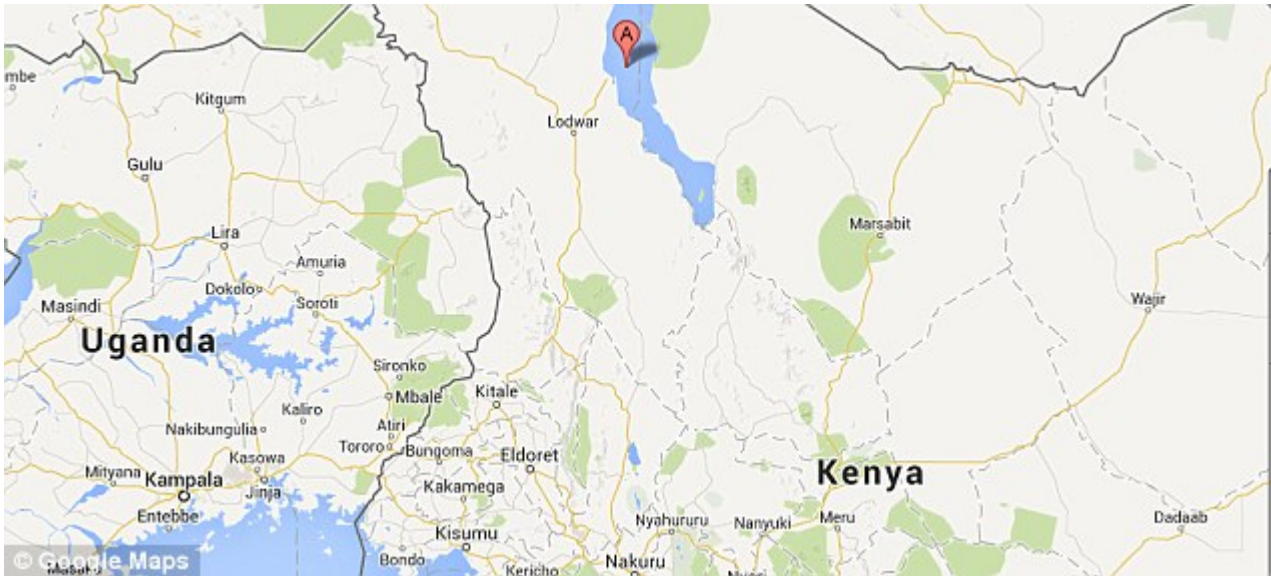 A
mbe
Kitgum
Lodwar
Gulu
Marsabit
Lira
Amuria
Dokolo
Soroti
Masindi
Wajir
Uganda
Sironko
Mbale
Kitale
Kaliro
Atiri
Nakibungulia
Tororo
Bungoma
Eldoret
Kasowa
Mityana
Kampala
Jinja
Kakamega
Kenya
Entebbe
Kisumu
Nyahururu
Nanyuki
Meru
Dadaab
Bondo
Nakuru
Kericho
© Google Maps